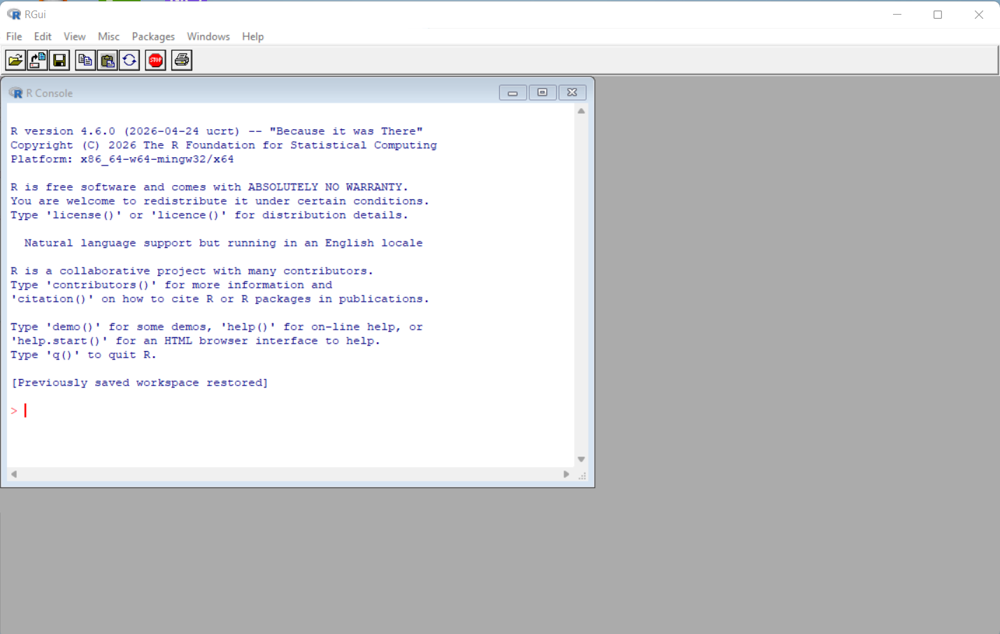 RGui
File Edit View Misc Packages Windows Help
STOP
R Console
R version 4.6.0 (2026-04-24 ucrt) -- "Because it was There"
Copyright (C) 2026 The R Foundation for Statistical Computing
Platform: x86_64-w64-mingw32/x64
R is free software and comes with ABSOLUTELY NO WARRANTY.
You are welcome to redistribute it under certain conditions.
Type 'license()' or 'licence()' for distribution details.
Natural language support but running in an English locale
R is a collaborative project with many contributors.
Type 'contributors()' for more information and
'citation()' on how to cite R or R packages in publications.
Type 'demo()' for some demos, 'help()' for on-line help, or
'help.start()' for an HTML browser interface to help.
Type 'q()' to quit R.
[Previously saved workspace restored]
>